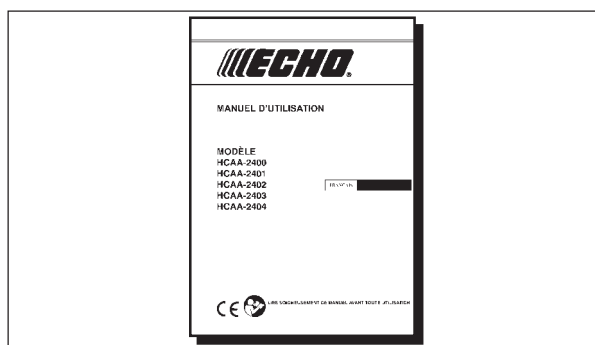 ECHO.
MANUEL D'UTILISATION
MODÈLE
HCAA-2400
HCAA-2401
HCAA-2402
HCAA-2403
HCAA-2404
FRANÇAIS
CE LIRE SOIGNEUSEMENT CE MANUEL AVANT TOUTE UTILISATION